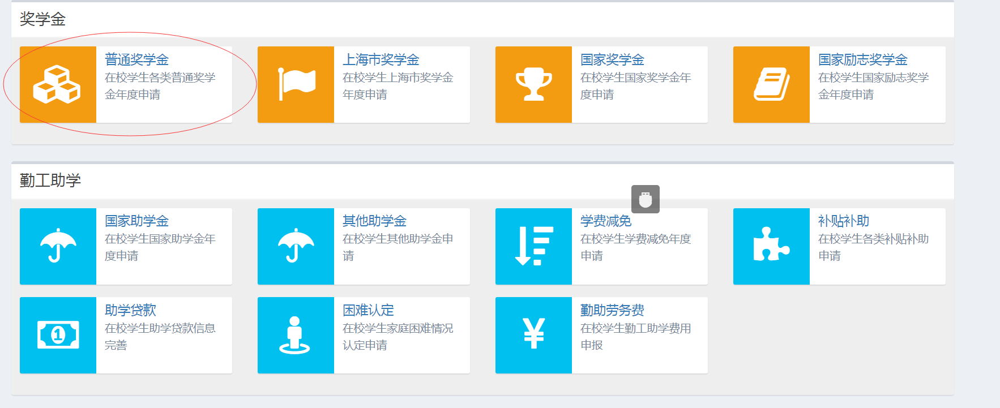 奖学金
普通奖学金
在校学生各类普通奖学
金年度申请
上海市奖学金
在校学生上海市奖学金
年度申请
国家奖学金
在校学生国家奖学金年
度申请
国家励志奖学金
在校学生国家励志奖学
金年度申请
勤工助学
国家助学金
在校学生国家助学金年
度申请
其他助学金
在校学生其他助学金申
请
学费减免
在校学生学费减免年度
申请
补贴补助
在校学生各类补贴补助
申请
助学贷款
在校学生助学贷款信息
完善
1
困难认定
在校学生家庭困难情况
认定申请
勤助劳务费
在校学生勤工助学费用
申报
¥